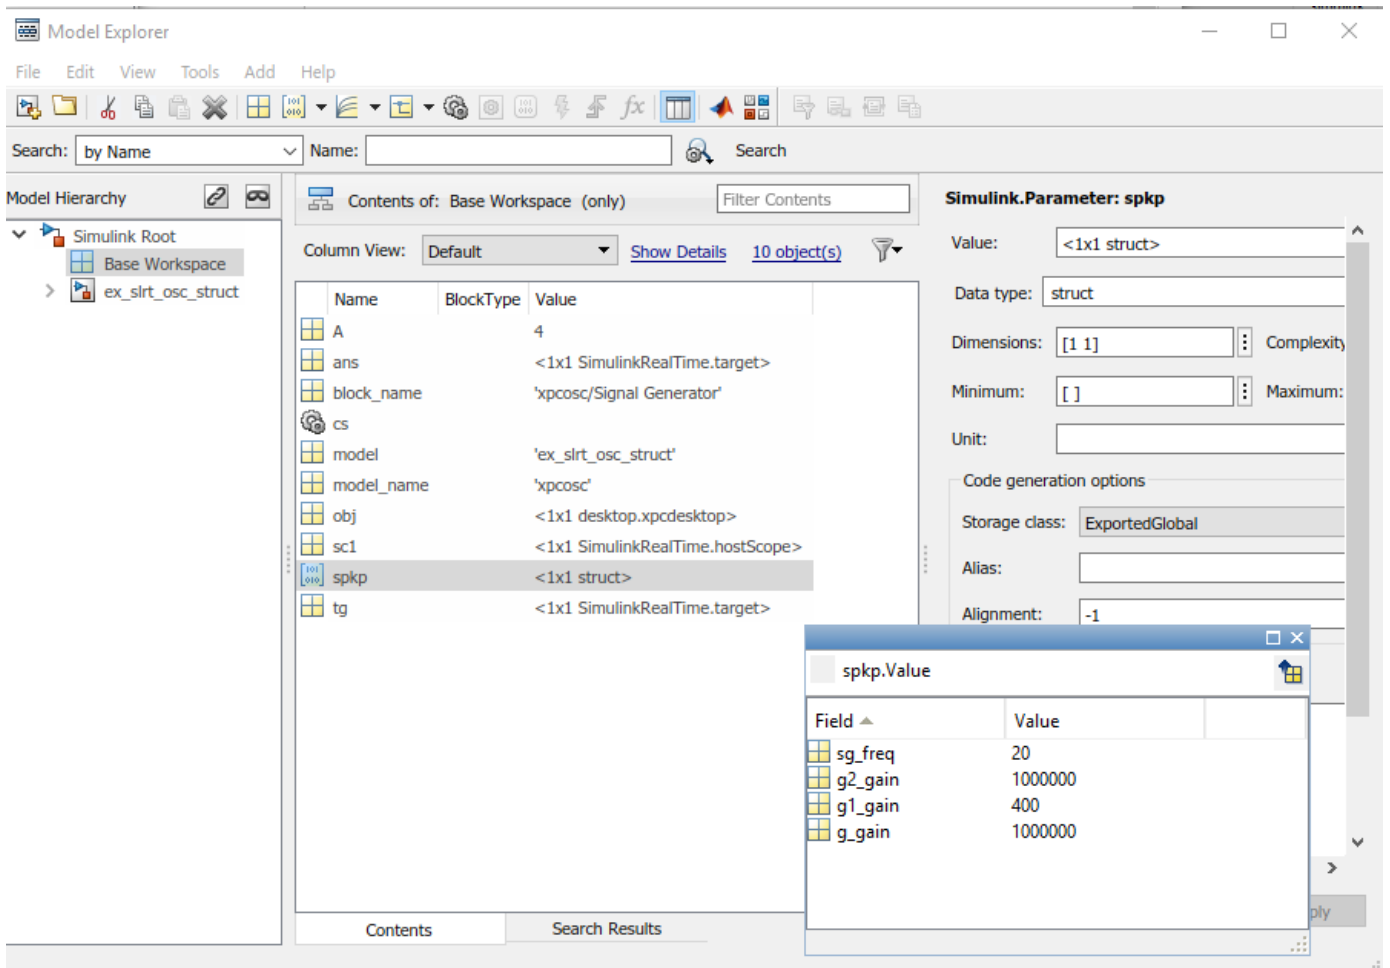 Model Explorer
File Edit View Tools Add Help
Search: by Name Name: Search
Model Hierarchy
Simulink Root
Base Workspace
ex_slrt_osc_struct
Contents of: Base Workspace (only) Filter Contents
Column View: Default Show Details 10 object(s)
Name BlockType Value
A 4
ans <1x1 SimulinkRealTime.target>
block_name 'xpcosc/Signal Generator'
cs
model 'ex_slrt_osc_struct'
model_name 'xpcosc'
obj <1x1 desktop.xpcdesktop>
sc1 <1x1 SimulinkRealTime.hostScope>
spkp <1x1 struct>
tg <1x1 SimulinkRealTime.target>
Contents Search Results
Simulink.Parameter: spkp
Value: <1x1 struct>
Data type: struct
Dimensions: [1 1] Complexity
Minimum: [ ] Maximum:
Unit:
Code generation options
Storage class: ExportedGlobal
Alias:
Alignment: -1
spkp.Value
Field Value
sg_freq 20
g2_gain 1000000
g1_gain 400
g_gain 1000000
ply